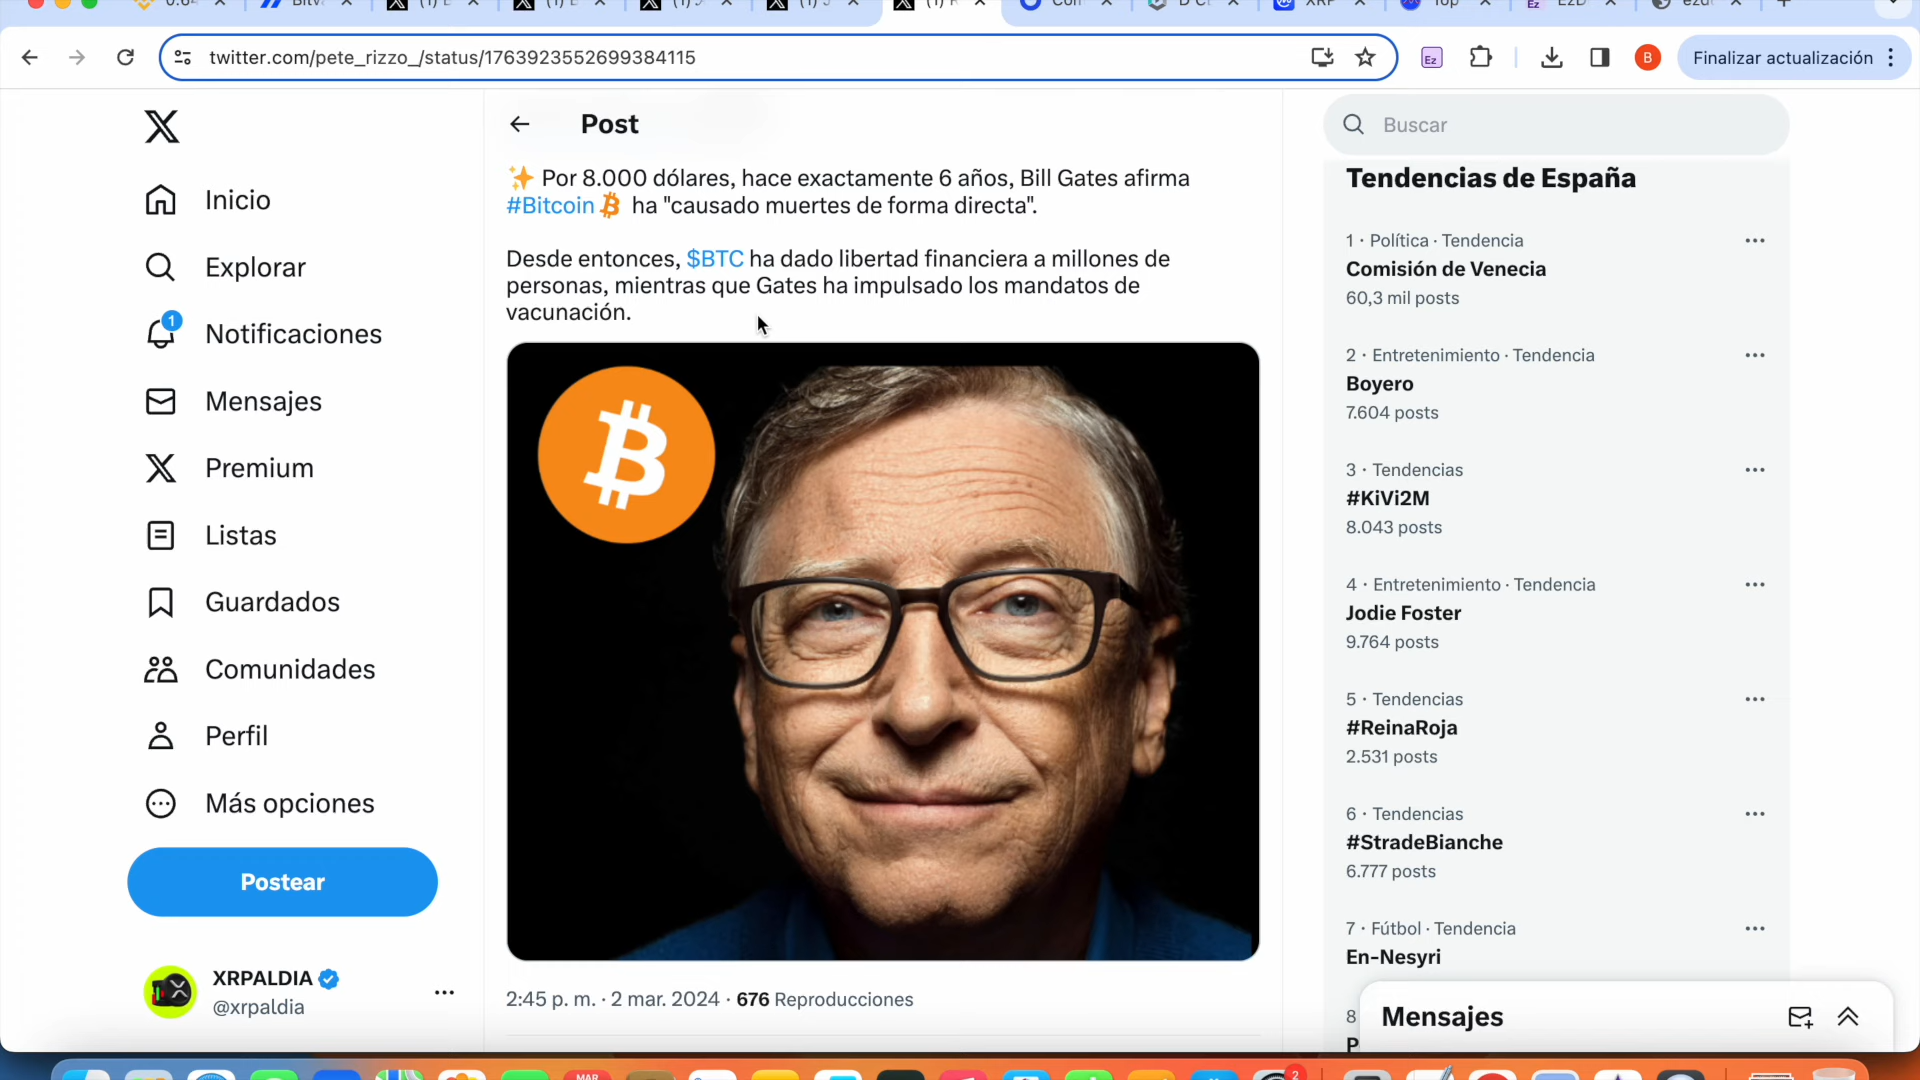 twitter.com/pete_rizzo_/status/1763923552699384115
Ez
B
Finalizar actualización
Inicio
Explorar
1
Notificaciones
Mensajes
Premium
Listas
Guardados
Comunidades
Perfil
Más opciones
Postear
XRPALDIA
@xrpaldia
Post
Por 8.000 dólares, hace exactamente 6 años, Bill Gates afirma
#Bitcoin ha "causado muertes de forma directa".
Desde entonces, $BTC ha dado libertad financiera a millones de
personas, mientras que Gates ha impulsado los mandatos de
vacunación.
2:45 p. m. · 2 mar. 2024 · 676 Reproducciones
Buscar
Tendencias de España
1 · Política · Tendencia
Comisión de Venecia
60,3 mil posts
2 · Entretenimiento · Tendencia
Boyero
7.604 posts
3 · Tendencias
#KiVi2M
8.043 posts
4 · Entretenimiento · Tendencia
Jodie Foster
9.764 posts
5 · Tendencias
#ReinaRoja
2.531 posts
6 · Tendencias
#StradeBianche
6.777 posts
7 · Fútbol · Tendencia
En-Nesyri
8
Mensajes
MAR
2